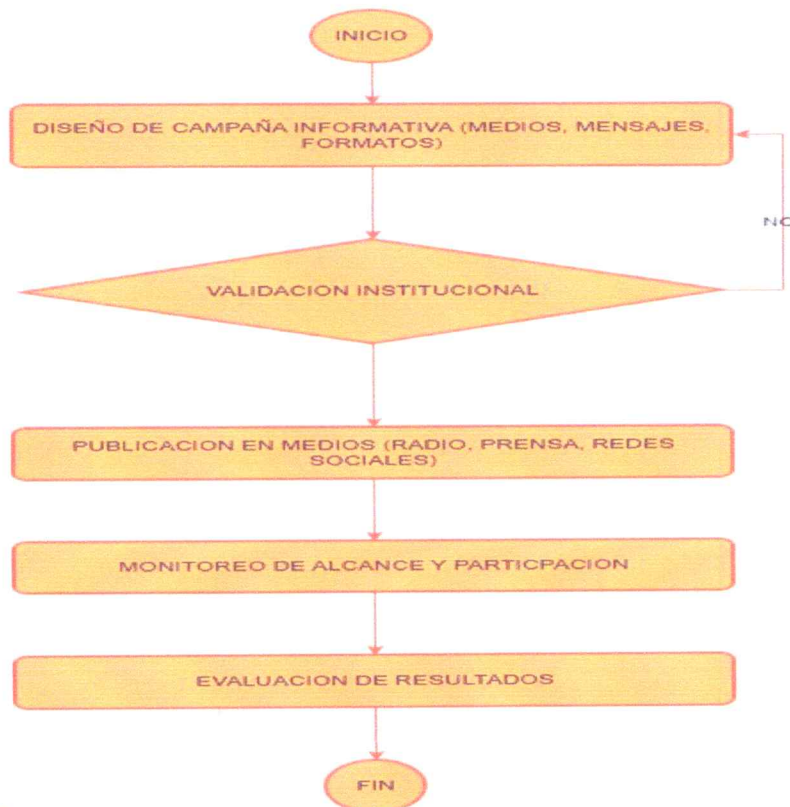 INICIO
DISEÑO DE CAMPAÑA INFORMATIVA (MEDIOS, MENSAJES,
FORMATOS)
NO
VALIDACION INSTITUCIONAL
PUBLICACION EN MEDIOS (RADIO, PRENSA, REDES
SOCIALES)
MONITOREO DE ALCANCE Y PARTICPACION
EVALUACION DE RESULTADOS
FIN